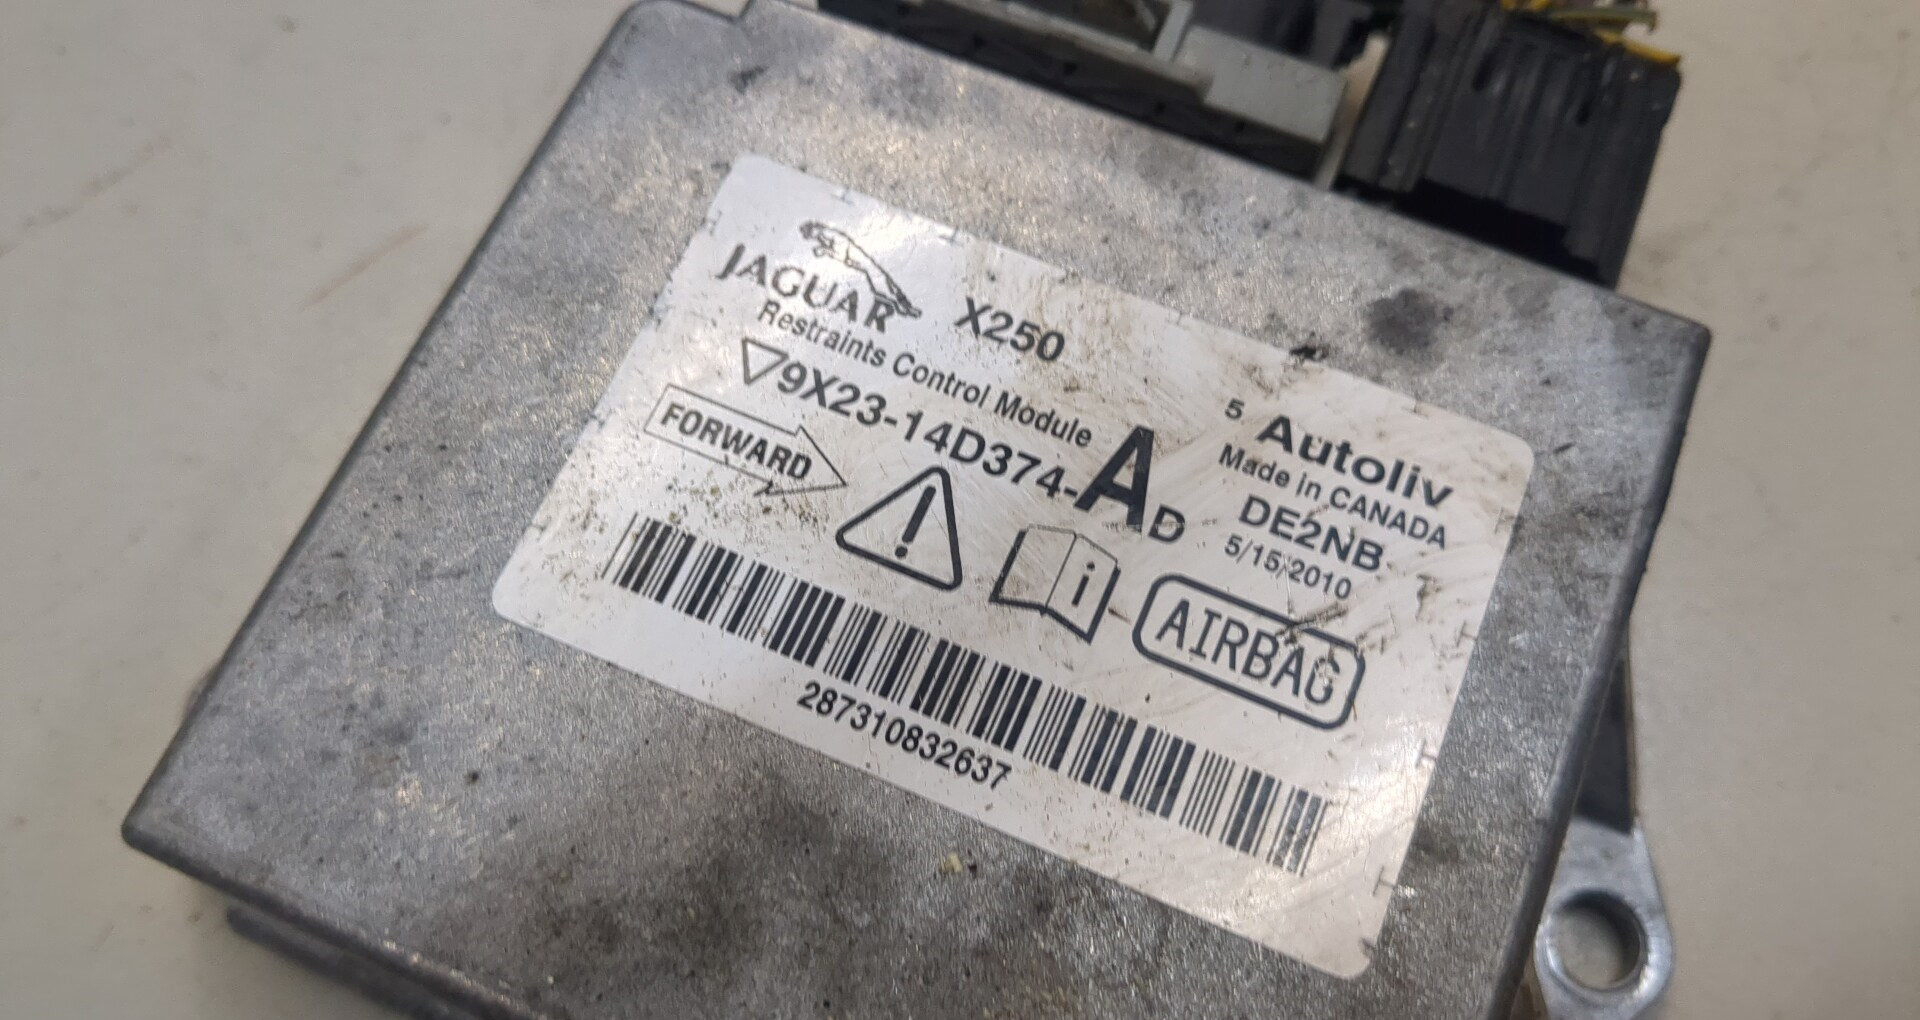 JAGUAR X250
Restraints Control Module
9X23-14D374-AD
FORWARD
5 Autoliv
Made in CANADA
DE2NB
5/15/2010
AIRBAG
287310832637